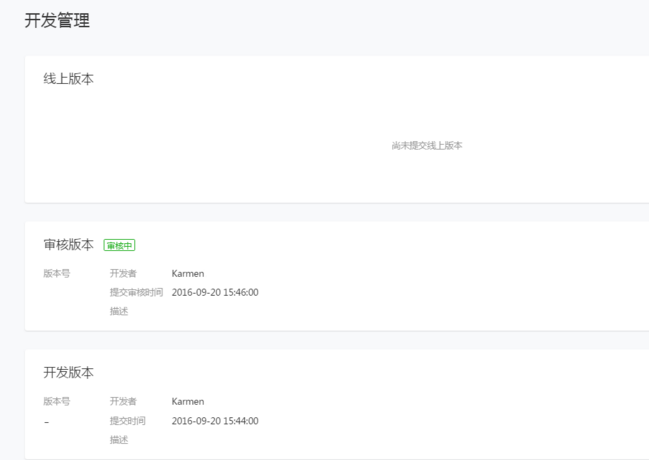 开发管理
线上版本
尚未提交线上版本
审核版本 审核中
版本号 开发者 Karmen
提交审核时间 2016-09-20 15:46:00
描述
开发版本
版本号 开发者 Karmen
- 提交时间 2016-09-20 15:44:00
描述